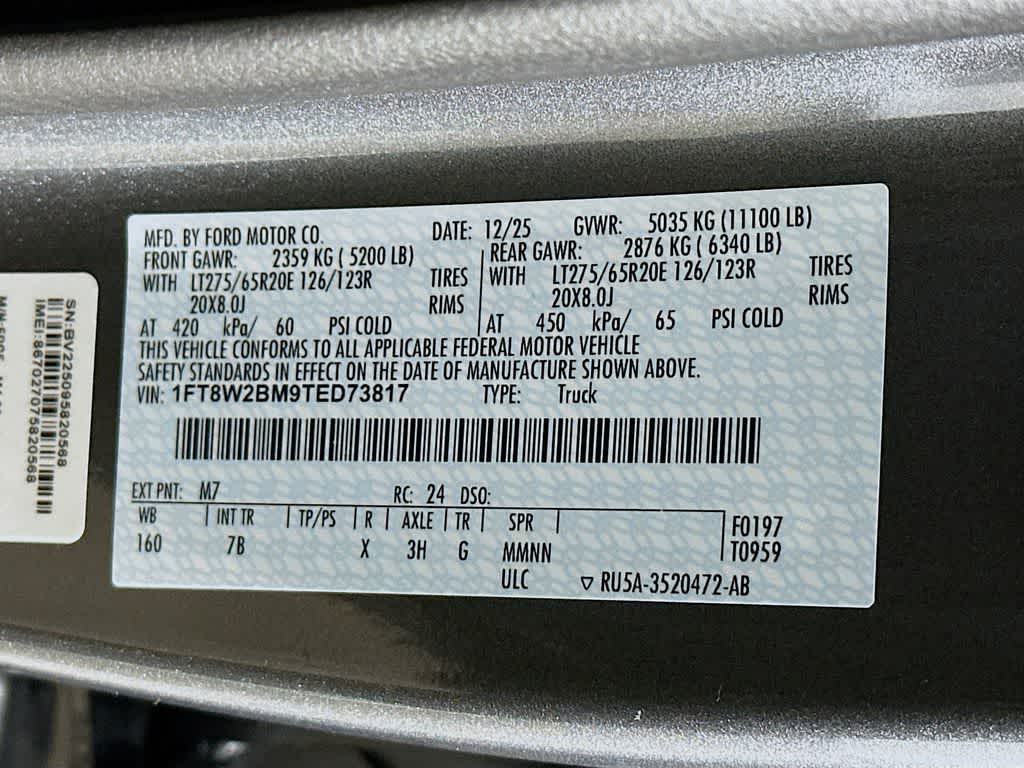 MFD. BY FORD MOTOR CO.
DATE: 12/25 GVWR: 5035 KG (11100 LB)
FRONT GAWR: 2359 KG ( 5200 LB)
WITH LT275/65R20E 126/123R TIRES
20X8.0J RIMS
AT 420 kPa/ 60 PSI COLD
REAR GAWR: 2876 KG ( 6340 LB)
WITH LT275/65R20E 126/123R TIRES
20X8.0J RIMS
AT 450 kPa/ 65 PSI COLD
THIS VEHICLE CONFORMS TO ALL APPLICABLE FEDERAL MOTOR VEHICLE
SAFETY STANDARDS IN EFFECT ON THE DATE OF MANUFACTURE SHOWN ABOVE.
VIN: 1FT8W2BM9TED73817 TYPE: Truck
EXT PNT: M7 RC: 24 DSO:
WB INT TR TP/PS R AXLE TR SPR
160 7B X 3H G MMNN
ULC
F0197
T0959
▽ RU5A-3520472-AB
SN:BV225095820568
IMEI:867027075820568